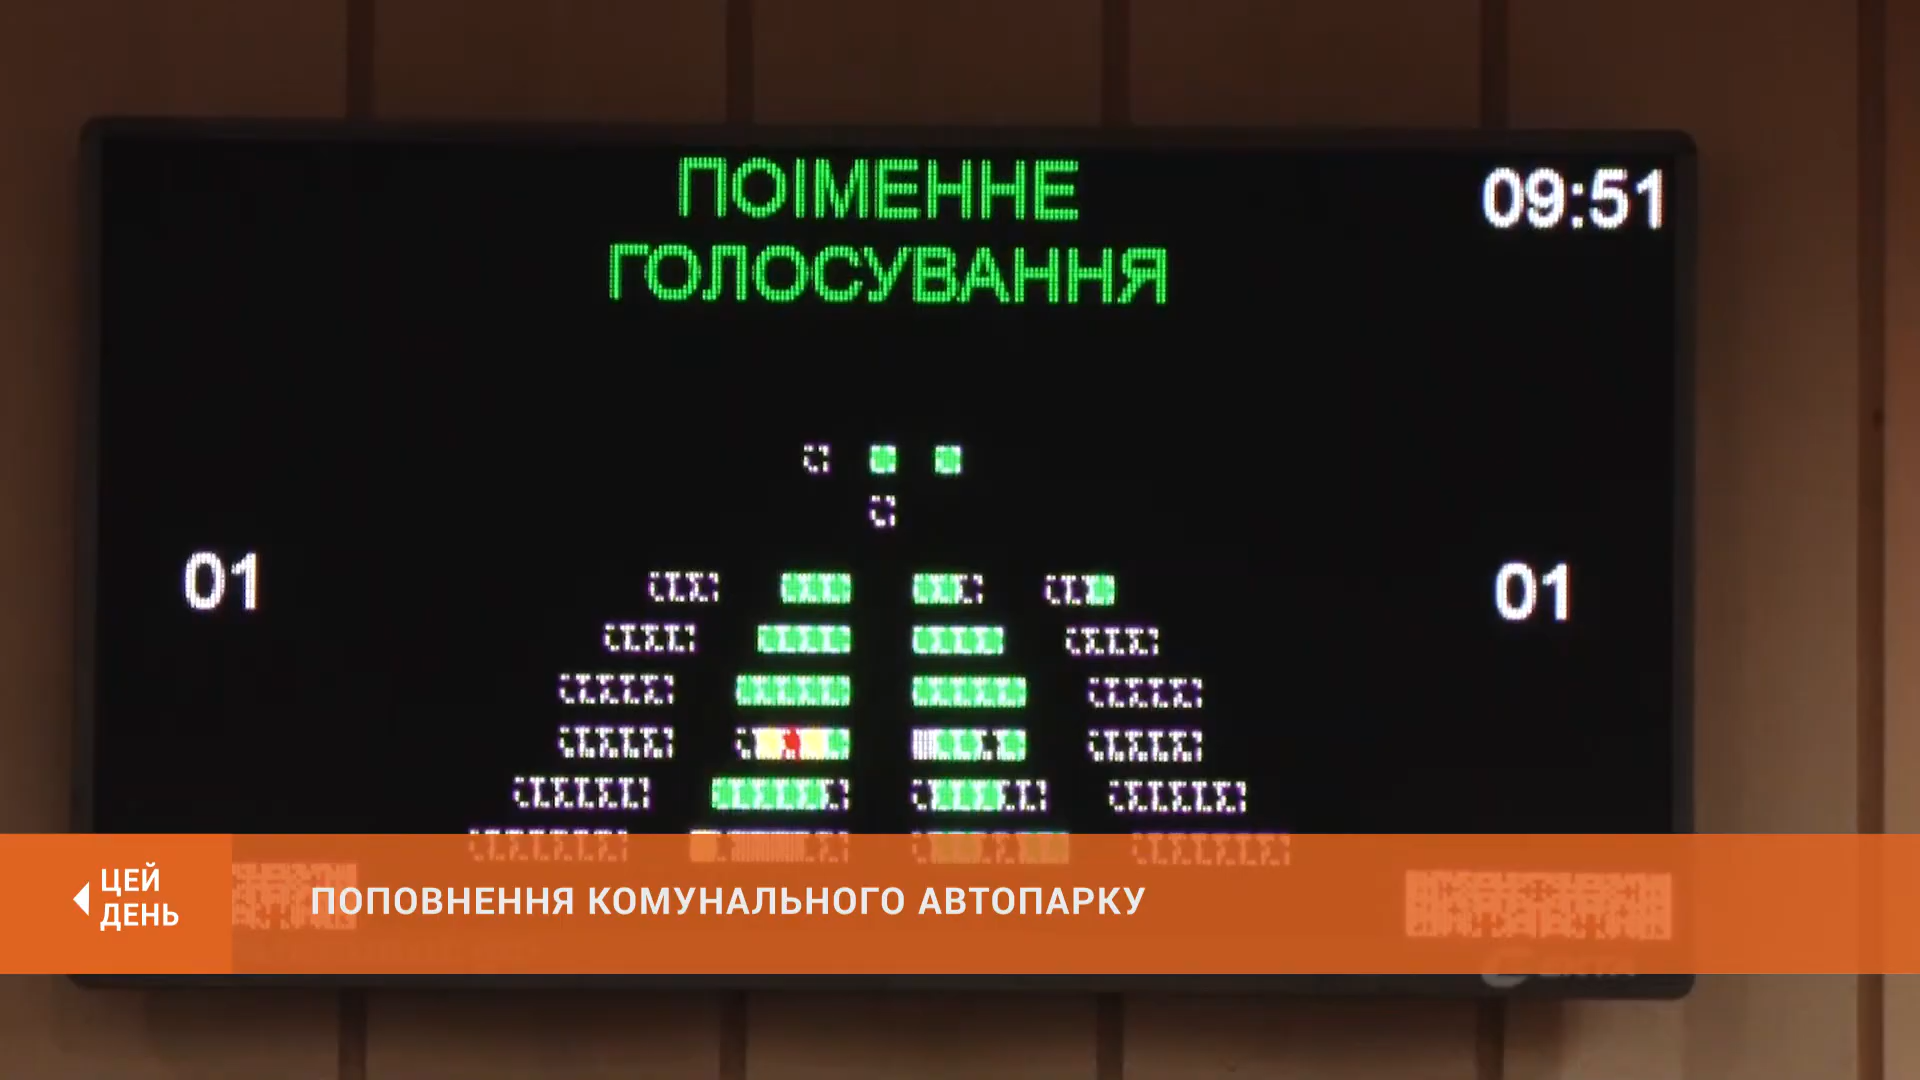 ПОІМЕННЕ
ГОЛОСУВАННЯ
09:51
01
01
ЦЕЙ
ДЕНЬ
ПОПОВНЕННЯ КОМУНАЛЬНОГО АВТОПАРКУ